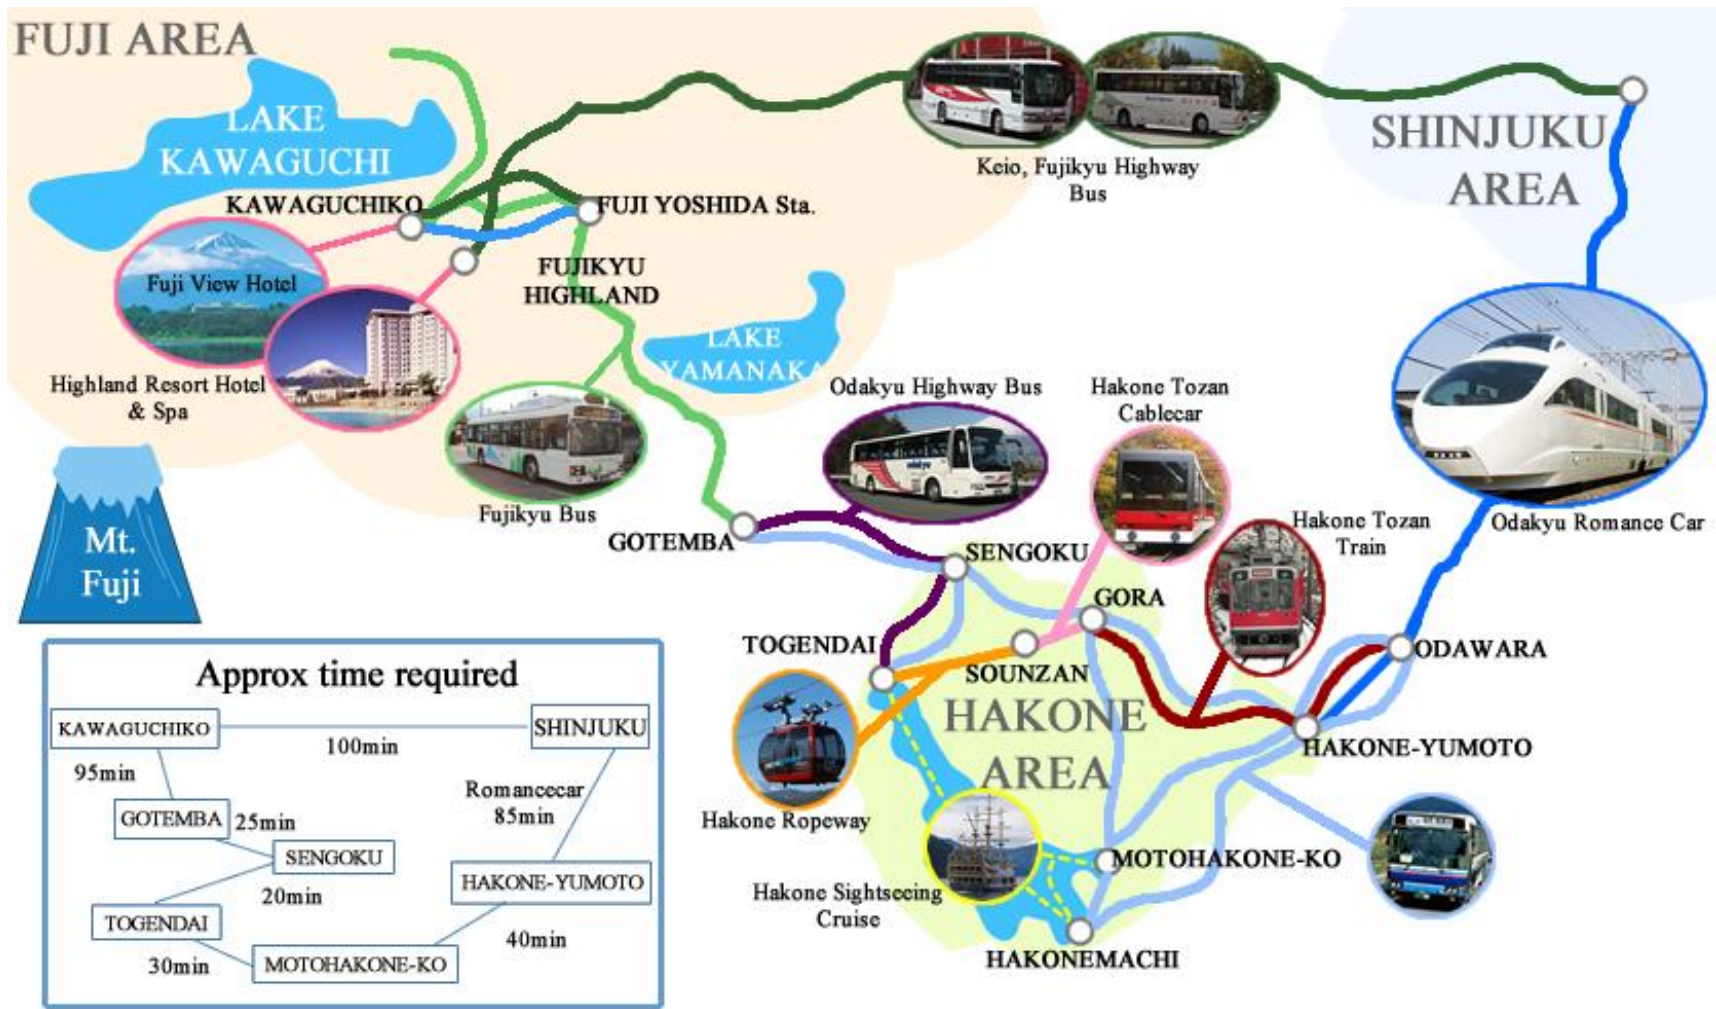 FUJI AREA
LAKE
KAWAGUCHI
KAWAGUCHIKO
FUJI YOSHIDA Sta.
Fuji View Hotel
FUJIKYU
HIGHLAND
Highland Resort Hotel
& Spa
LAKE
YAMANAKA
Keio, Fujikyu Highway
Bus
SHINJUKU
AREA
Fujikyu Bus
Odakyu Highway Bus
Hakone Tozan
Cablecar
Hakone Tozan
Train
Odakyu Romance Car
Mt.
Fuji
GOTEMBA
SENGOKU
GORA
TOGENDAI
SOUNZAN
ODAWARA
HAKONE
AREA
HAKONE-YUMOTO
Hakone Ropeway
MOTOHAKONE-KO
Hakone Sightseeing
Cruise
HAKONEMACHI
Approx time required
KAWAGUCHIKO
SHINJUKU
100min
95min
Romancecar
85min
GOTEMBA
25min
SENGOKU
20min
HAKONE-YUMOTO
TOGENDAI
40min
30min
MOTOHAKONE-KO